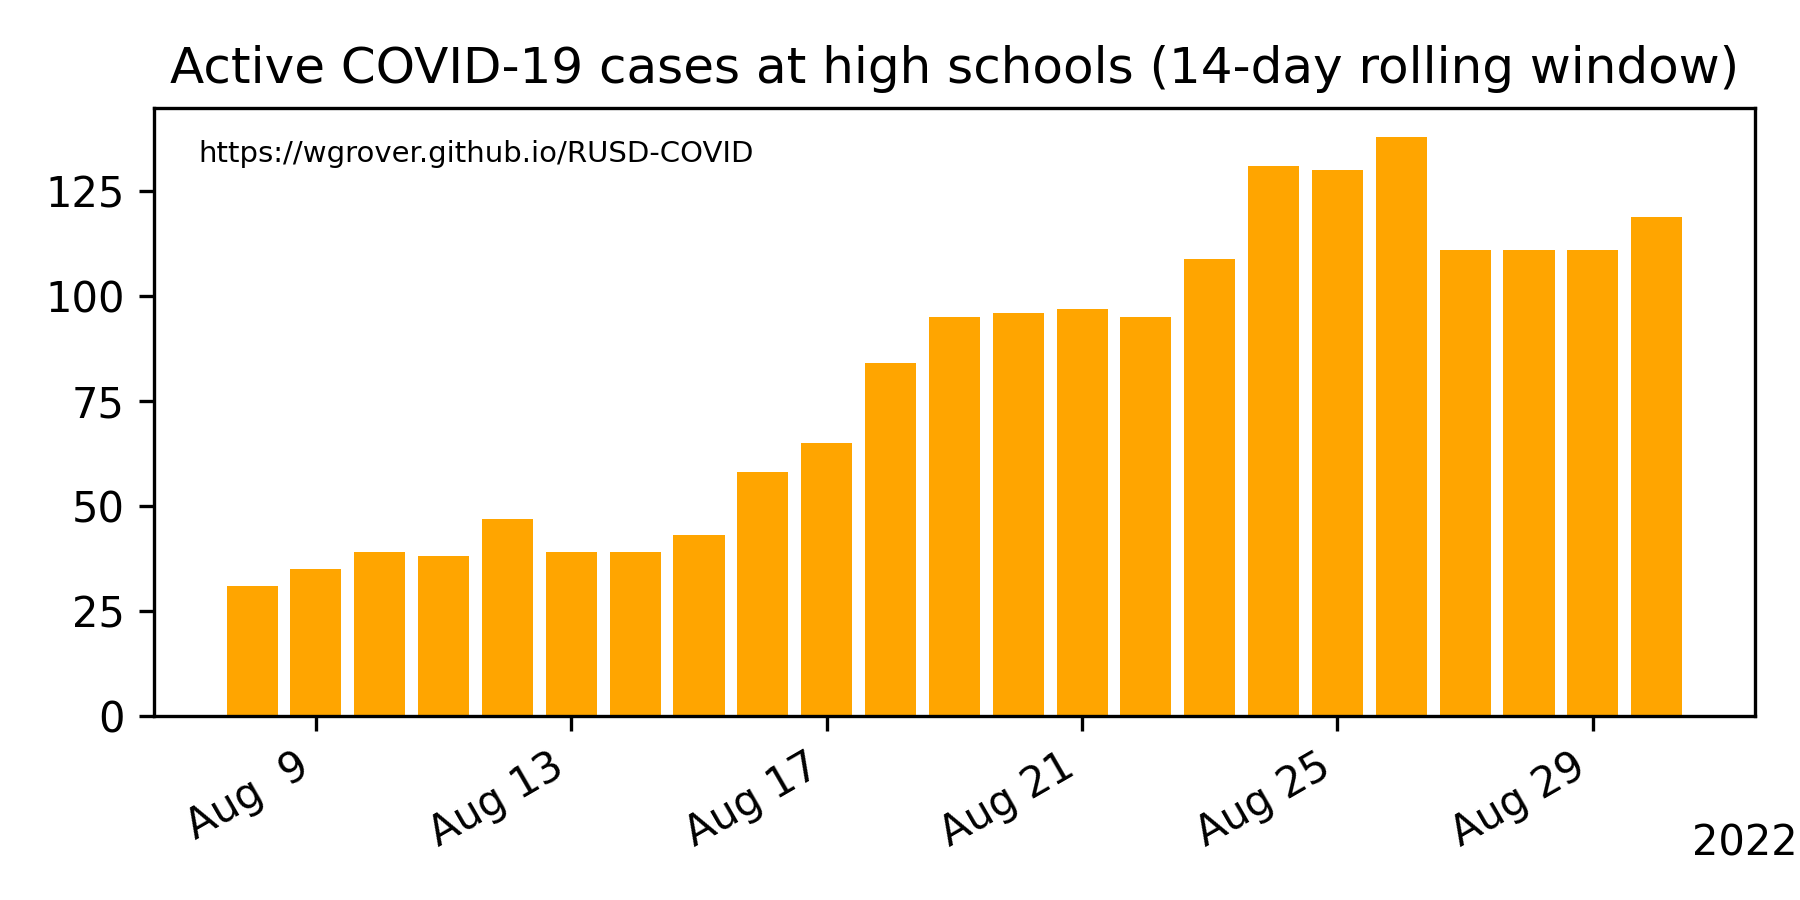 Active COVID-19 cases at high schools (14-day rolling window)
https://wgrover.github.io/RUSD-COVID
125
100
75
50
25
0
Aug 9
Aug 13
Aug 17
Aug 21
Aug 25
Aug 29
2022